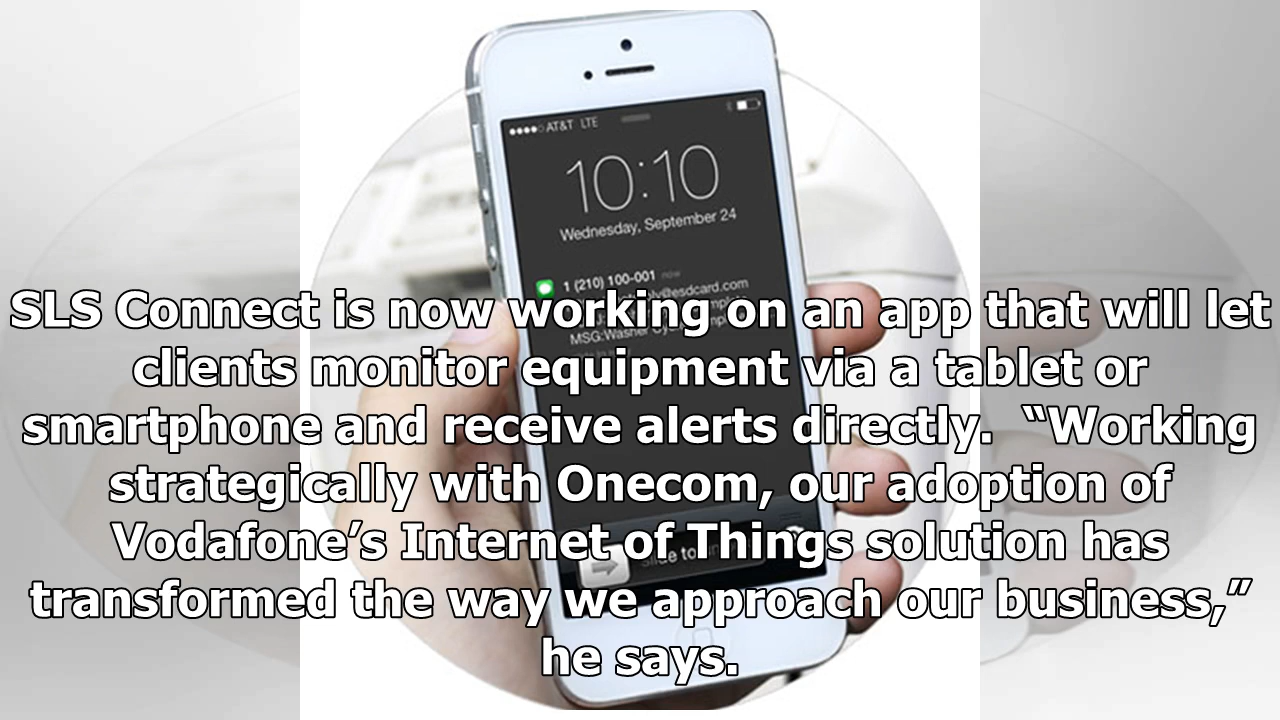 AT&T LTE
10:10
Wednesday, September 24
1 (210) 100-001 now
SLS Connect is now working on an app that will let
clients monitor equipment via a tablet or
smartphone and receive alerts directly. “Working
strategically with Onecom, our adoption of
Vodafone’s Internet of Things solution has
transformed the way we approach our business,”
he says.